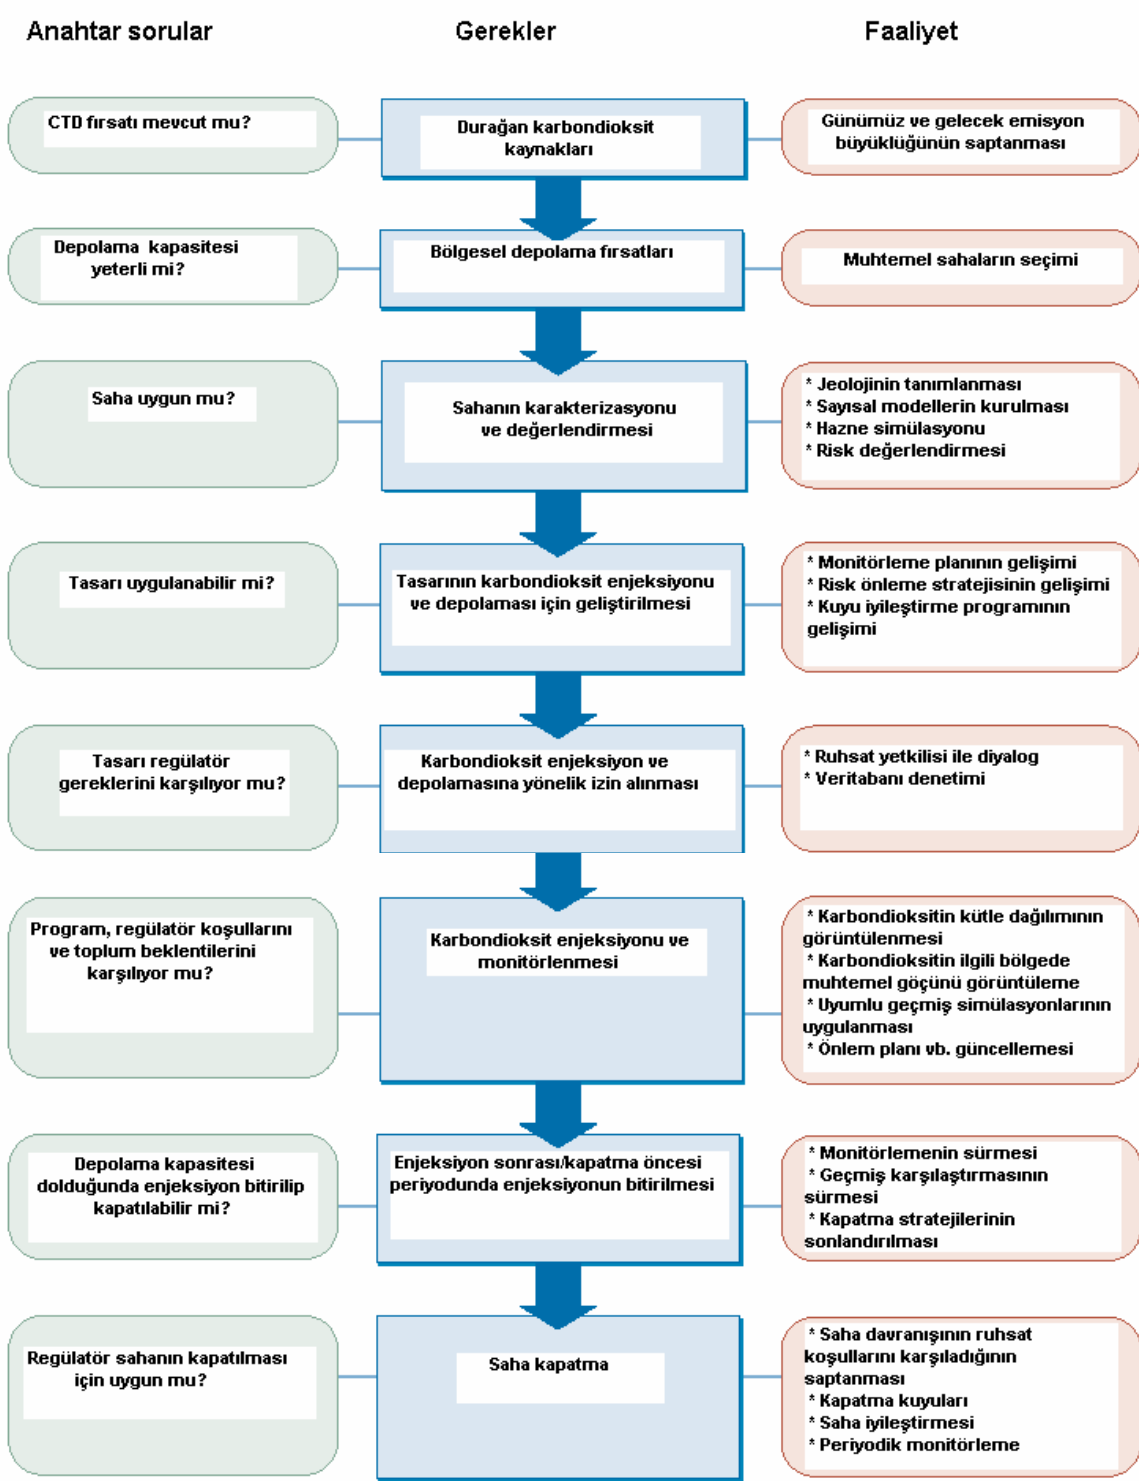 Anahtar sorular
Gerekler
Faaliyet
CTD fırsatı mevcut mu?
Durağan karbondioksit
kaynakları
Günümüz ve gelecek emisyon
büyüklüğünün saptanması
Depolama kapasitesi
yeterli mi?
Bölgesel depolama fırsatları
Muhtemel sahaların seçimi
Saha uygun mu?
Sahanın karakterizasyonu
ve değerlendirmesi
* Jeolojinin tanımlanması
* Sayısal modellerin kurulması
* Hazne simülasyonu
* Risk değerlendirmesi
Tasarı uygulanabilir mi?
Tasarının karbondioksit enjeksiyonu
ve depolaması için geliştirilmesi
* Monitörleme planının gelişimi
* Risk önleme stratejisinin gelişimi
* Kuyu iyileştirme programının
gelişimi
Tasarı regülatör
gereklerini karşılıyor mu?
Karbondioksit enjeksiyon ve
depolamasına yönelik izin alınması
* Ruhsat yetkilisi ile diyalog
* Veritabanı denetimi
Program, regülatör koşullarını
ve toplum beklentilerini
karşılıyor mu?
Karbondioksit enjeksiyonu ve
monitörlenmesi
* Karbondioksitin kütle dağılımının
görüntülenmesi
* Karbondioksitin ilgili bölgede
muhtemel göçünü görüntüleme
* Uyumlu geçmiş simülasyonlarının
uygulanması
* Önlem planı vb. güncellemesi
Depolama kapasitesi
dolduğunda enjeksiyon bitirilip
kapatılabilir mi?
Enjeksiyon sonrası/kapatma öncesi
periyodunda enjeksiyonun bitirilmesi
* Monitörlemenin sürmesi
* Geçmiş karşılaştırmasının
sürmesi
* Kapatma stratejilerinin
sonlandırılması
Regülatör sahanın kapatılması
için uygun mu?
Saha kapatma
* Saha davranışının ruhsat
koşullarını karşıladığının
saptanması
* Kapatma kuyuları
* Saha iyileştirmesi
* Periyodik monitörleme